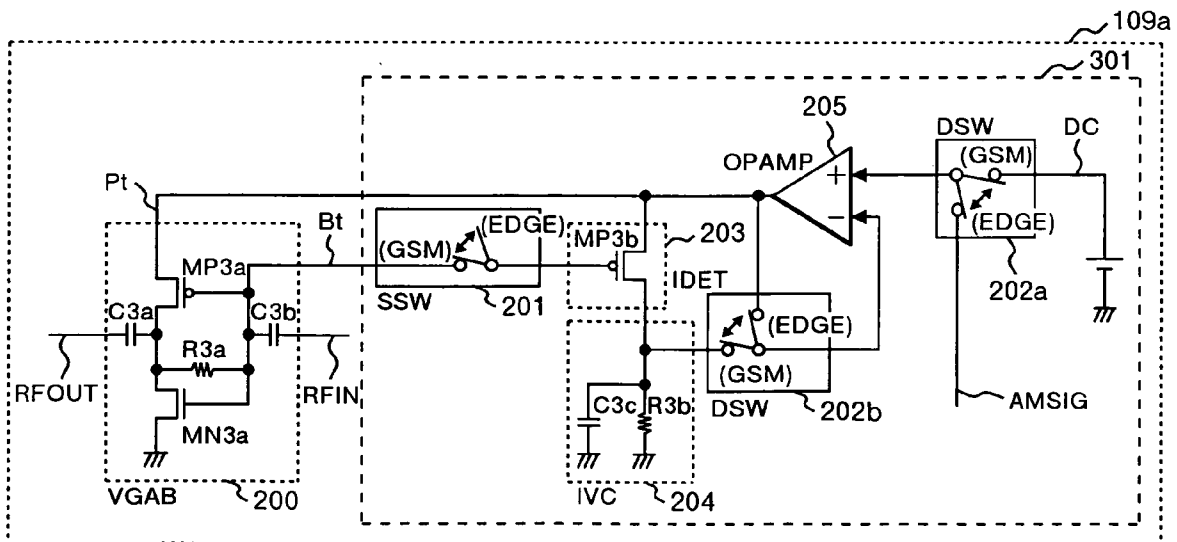 109a
301
205
DSW
DC
OPAMP
(GSM)
+
Pt
Bt
(EDGE)
−
(EDGE)
MP3b
203
(GSM)
MP3a
IDET
202a
SSW
201
C3a
C3b
(EDGE)
R3a
(GSM)
RFOUT
RFIN
C3c
R3b
DSW
202b
AMSIG
MN3a
VGAB
200
IVC
204